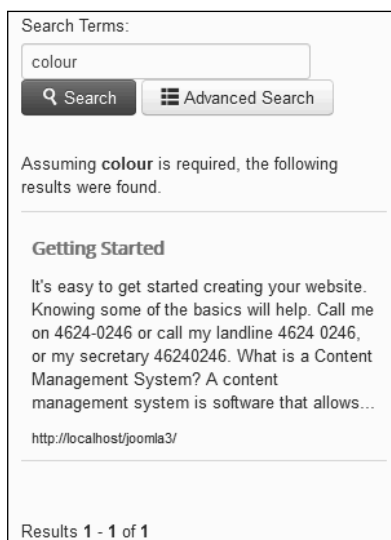 Search Terms:
colour
Search Advanced Search
Assuming colour is required, the following
results were found.
Getting Started
It's easy to get started creating your website.
Knowing some of the basics will help. Call me
on 4624-0246 or call my landline 4624 0246,
or my secretary 46240246. What is a Content
Management System? A content
management system is software that allows...
http://localhost/joomla3/
Results 1 - 1 of 1